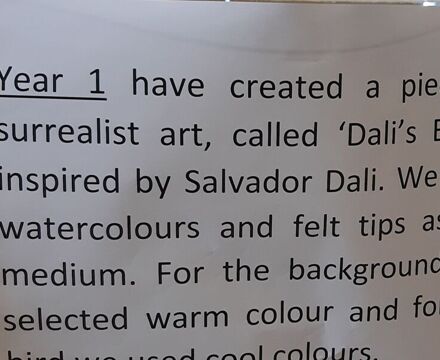 Year 1 have created a
surrealist art, called ‘Dali’s
inspired by Salvador Dali. We
watercolours and felt tips
medium. For the background
selected warm colour and
bird we used cool colours.